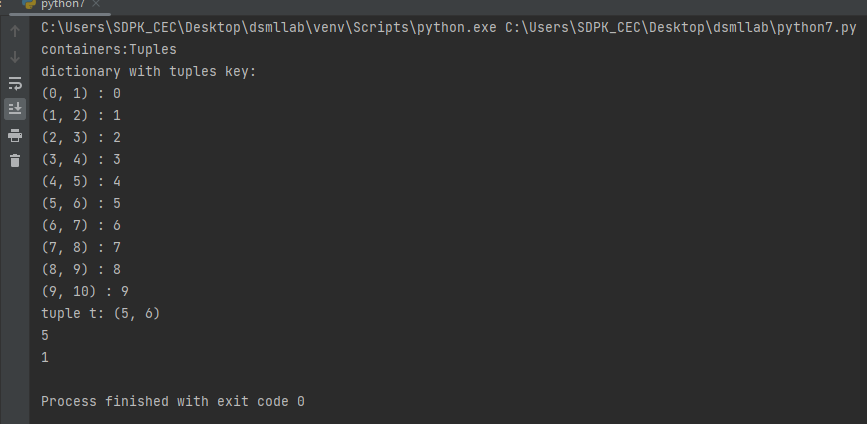 python7
C:\Users\SDPK_CEC\Desktop\dsmllab\venv\Scripts\python.exe C:\Users\SDPK_CEC\Desktop\dsmllab\python7.py
containers:Tuples
dictionary with tuples key:
(0, 1) : 0
(1, 2) : 1
(2, 3) : 2
(3, 4) : 3
(4, 5) : 4
(5, 6) : 5
(6, 7) : 6
(7, 8) : 7
(8, 9) : 8
(9, 10) : 9
tuple t: (5, 6)
5
1
Process finished with exit code 0